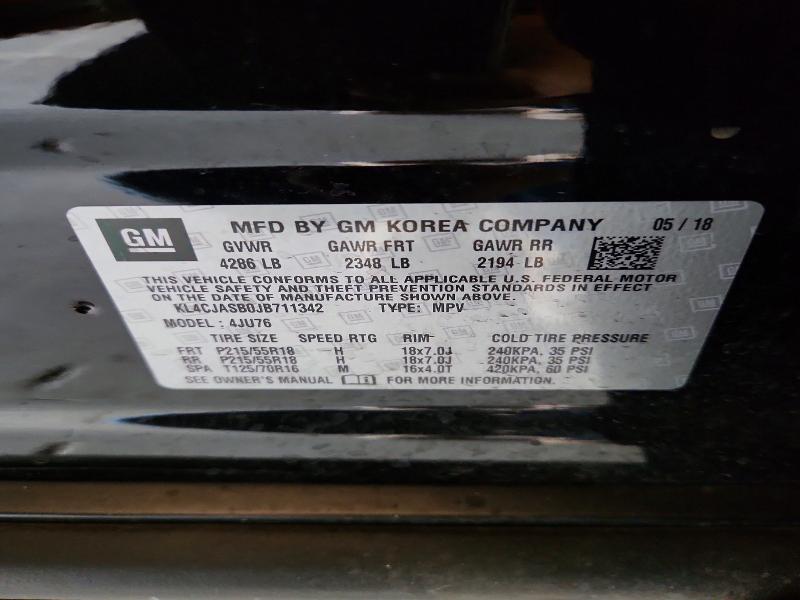 GM MFD BY GM KOREA COMPANY 05 / 18
GVWR GAWR FRT GAWR RR
4286 LB 2348 LB 2194 LB
THIS VEHICLE CONFORMS TO ALL APPLICABLE U.S. FEDERAL MOTOR
VEHICLE SAFETY AND THEFT PREVENTION STANDARDS IN EFFECT
ON THE DATE OF MANUFACTURE SHOWN ABOVE.
KL4CJASB0JB711342 TYPE: MPV
MODEL : 4JU76
TIRE SIZE SPEED RTG RIM COLD TIRE PRESSURE
FRT P215/55R18 H 18x7.0J 240KPA, 35 PSI
RR P215/55R18 H 18x7.0J 240KPA, 35 PSI
SPA T125/70R16 M 16x4.0T 420KPA, 60 PSI
SEE OWNER'S MANUAL FOR MORE INFORMATION.